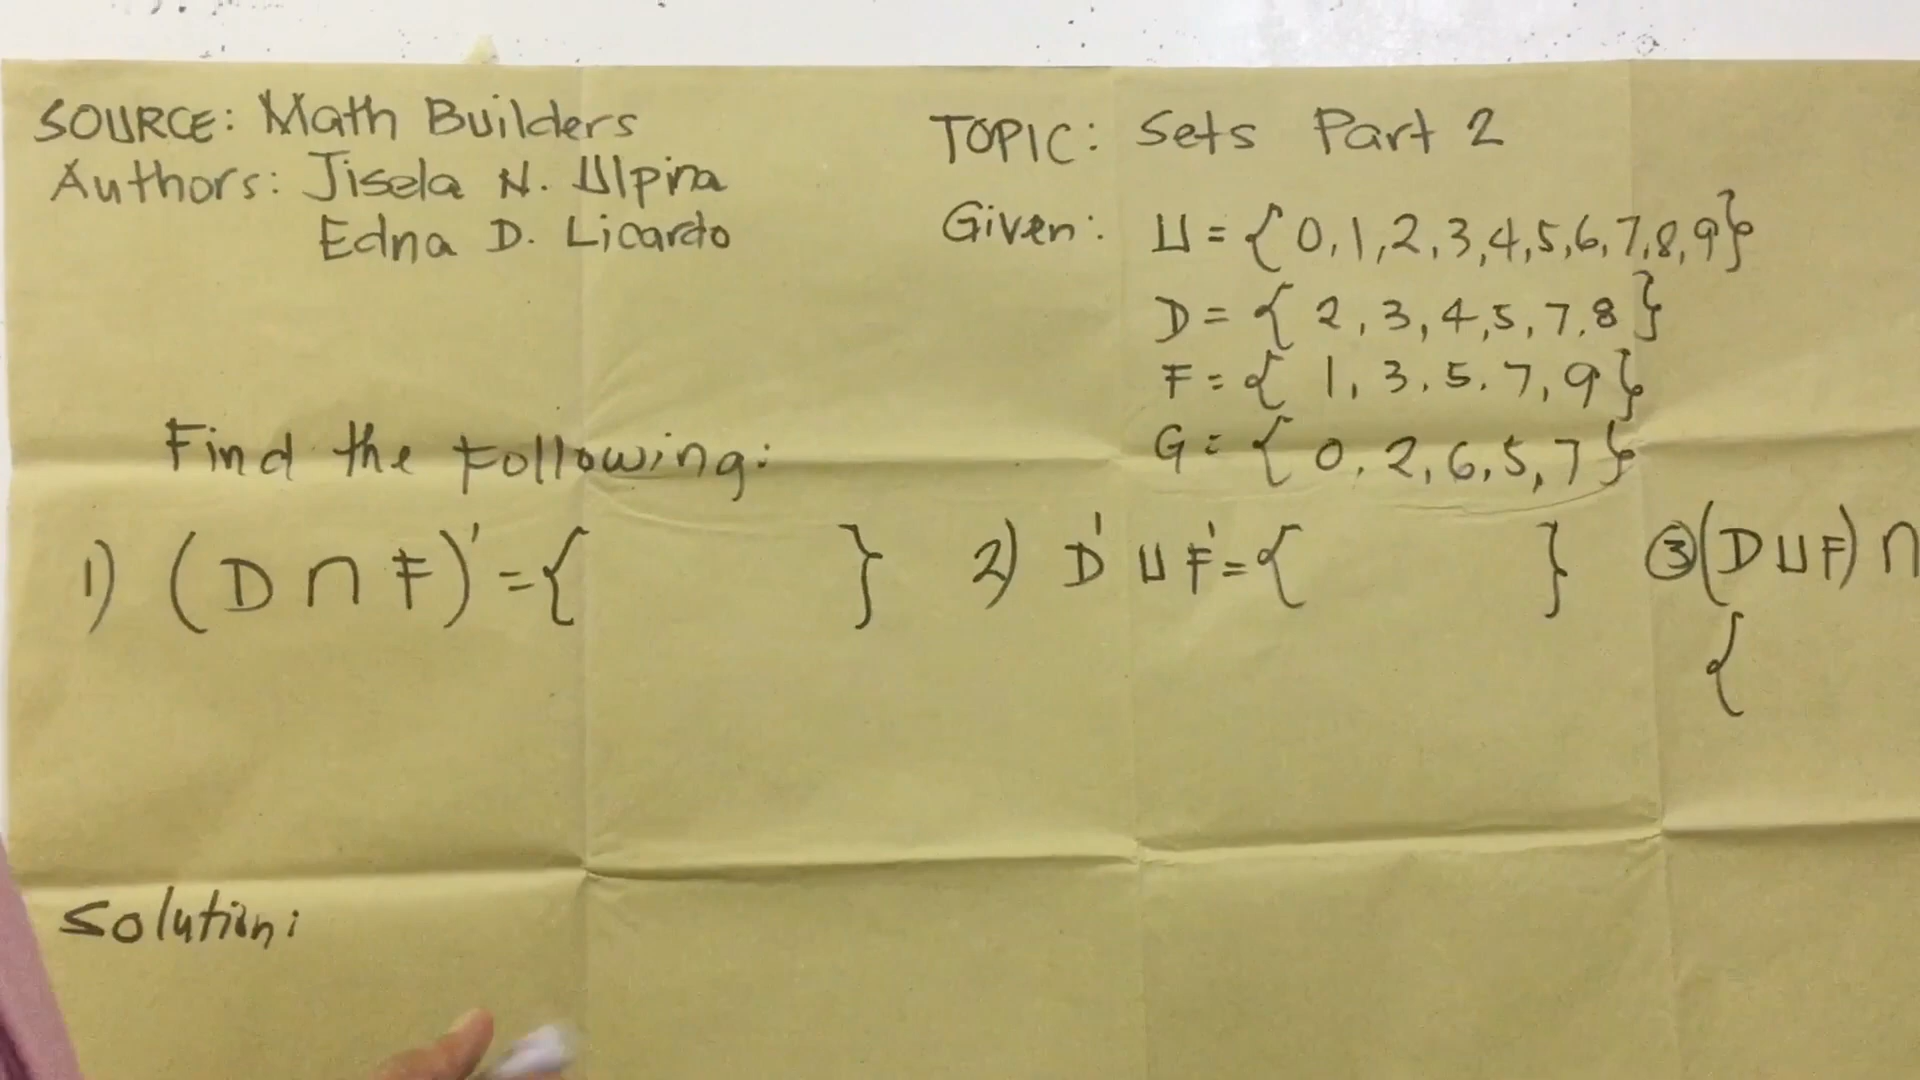 SOURCE: Math Builders
Authors: Jisela N. Ulpina
Edna D. Licardo
TOPIC: Sets Part 2
Given: U = { 0, 1, 2, 3, 4, 5, 6, 7, 8, 9 }
D = { 2, 3, 4, 5, 7, 8 }
F = { 1, 3, 5, 7, 9 }
G = { 0, 2, 6, 5, 7 }
Find the Following:
1) ( D ∩ F )' = { }
2) D' U F' = { }
③ ( D U F ) ∩
{
Solution: